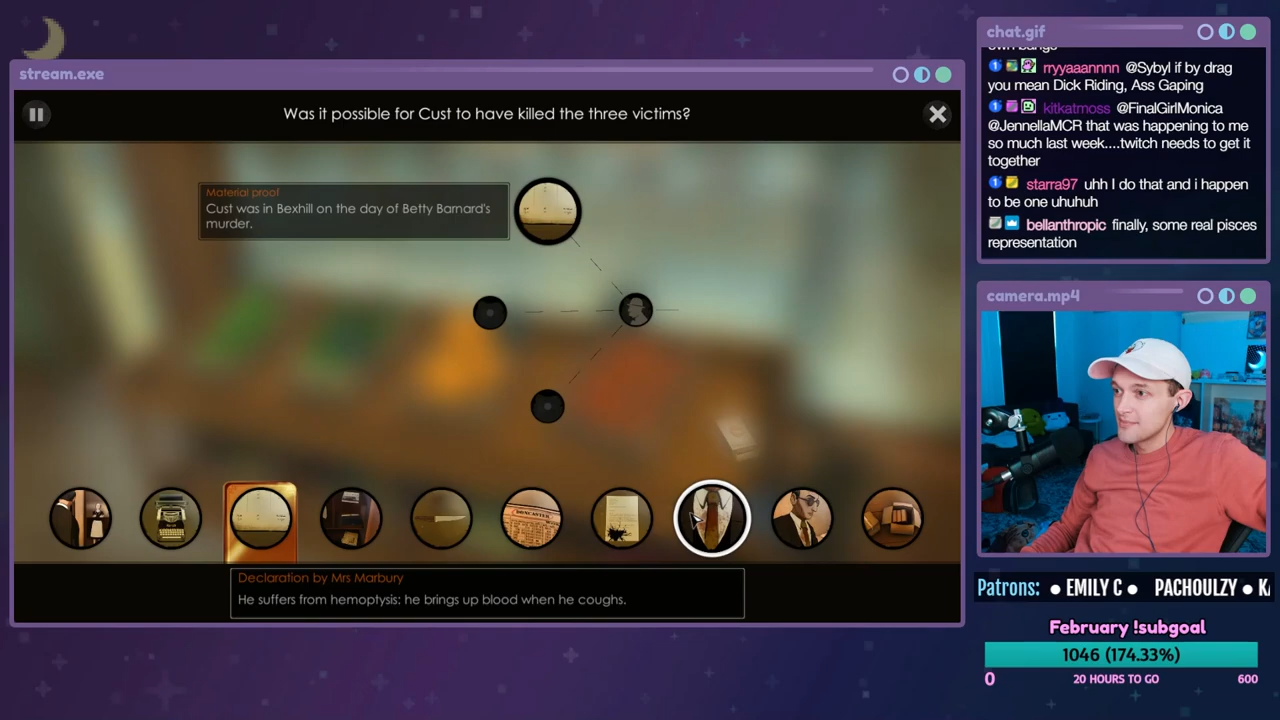 stream.exe
Was it possible for Cust to have killed the three victims?
Material proof
Cust was in Bexhill on the day of Betty Barnard's
murder.
DONCASTER
Declaration by Mrs Marbury
He suffers from hemoptysis: he brings up blood when he coughs.
chat.gif
own bangs
rryyaaannnn @Sybyl if by drag
you mean Dick Riding, Ass Gaping
kitkatmoss @FinalGirlMonica
@JennellaMCR that was happening to me
so much last week....twitch needs to get it
together
starra97 uhh I do that and i happen
to be one uhuhuh
bellanthropic finally, some real pisces
representation
camera.mp4
Patrons: ● EMILY C ● PACHOULZY ●
February !subgoal
1046 (174.33%)
0 20 HOURS TO GO 600